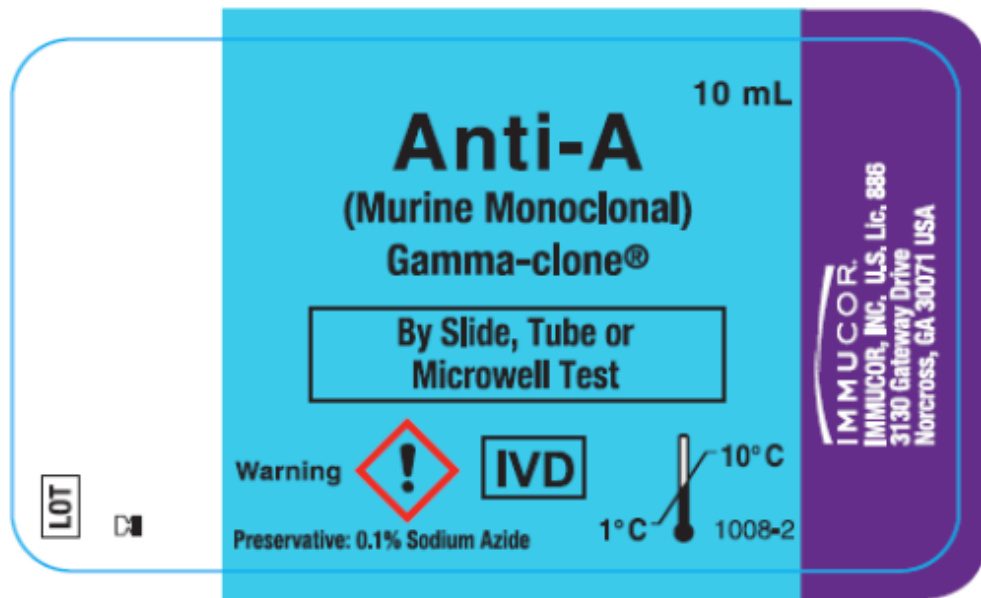 LOT
10 mL
Anti-A
(Murine Monoclonal)
Gamma-clone®
By Slide, Tube or
Microwell Test
Warning
!
IVD
10°C
1°C
Preservative: 0.1% Sodium Azide
1008-2
IMMUCOR.
IMMUCOR, INC. U.S. Lic. 886
3130 Gateway Drive
Norcross, GA 30071 USA